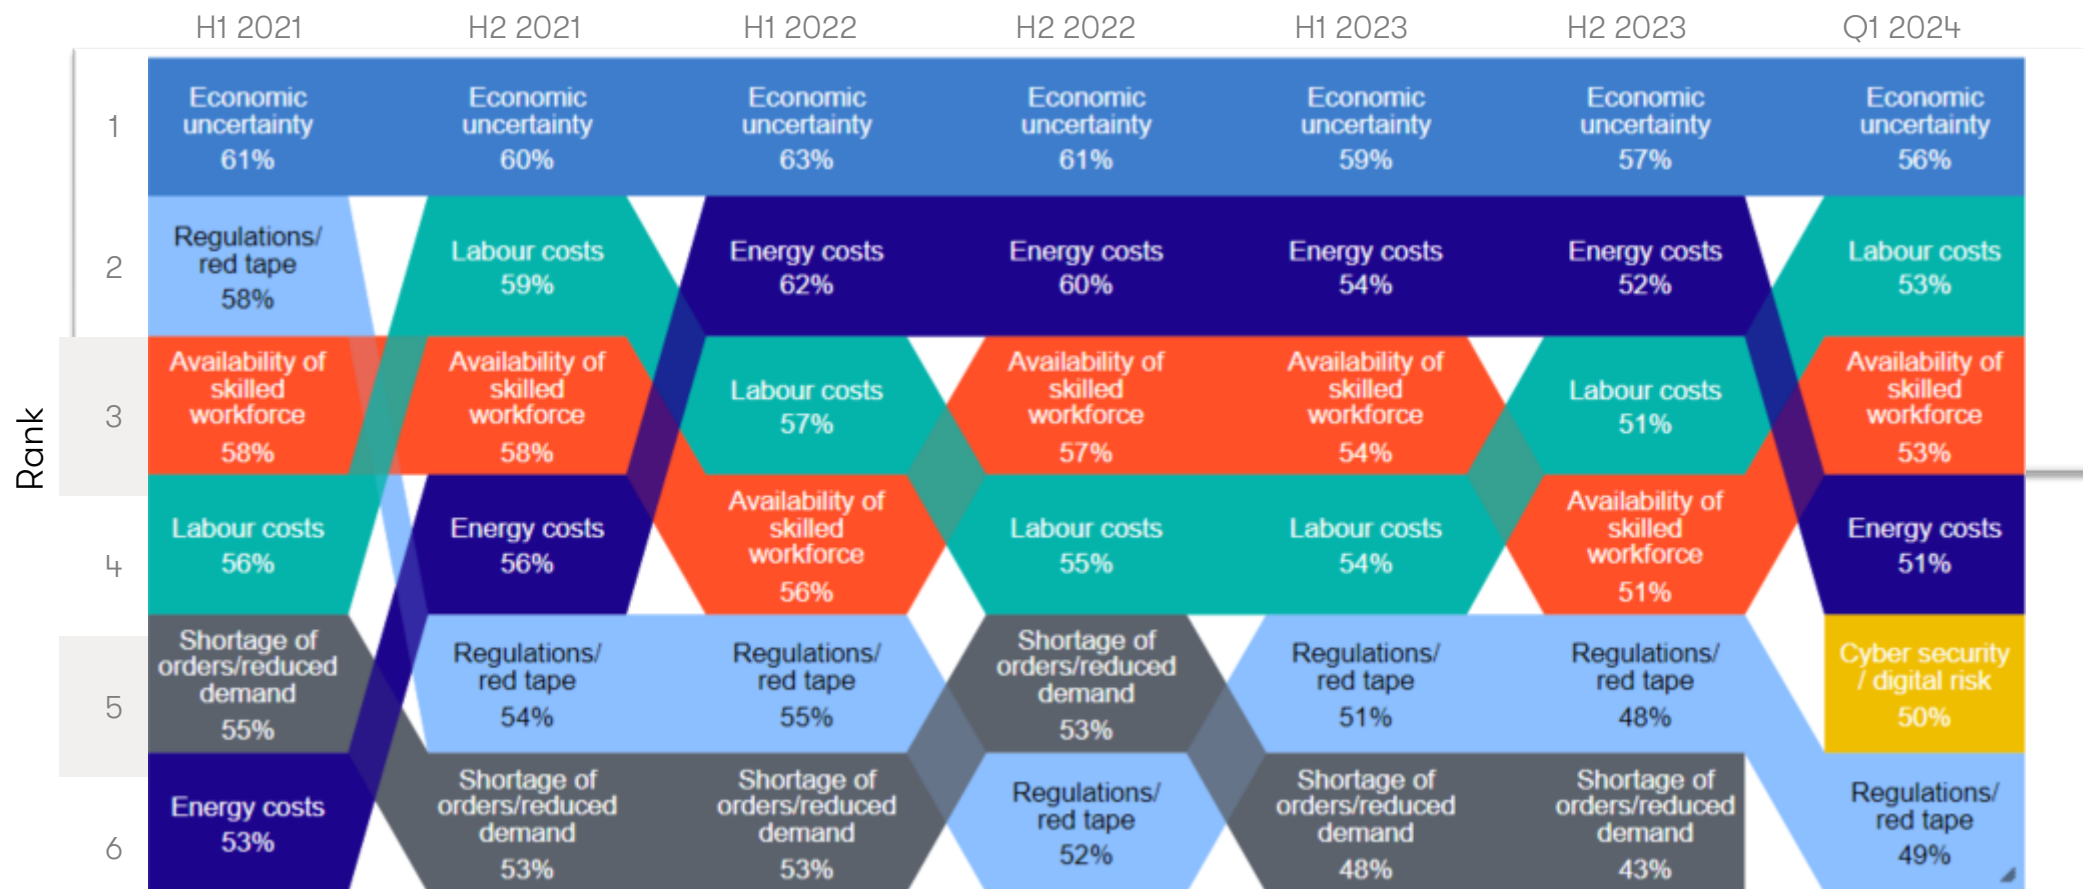 H1 2021
H2 2021
H1 2022
H2 2022
H1 2023
H2 2023
Q1 2024
Rank
1
Economic
uncertainty
61%
Economic
uncertainty
60%
Economic
uncertainty
63%
Economic
uncertainty
61%
Economic
uncertainty
59%
Economic
uncertainty
57%
Economic
uncertainty
56%
2
Regulations/
red tape
58%
Labour costs
59%
Energy costs
62%
Energy costs
60%
Energy costs
54%
Energy costs
52%
Labour costs
53%
3
Availability of
skilled
workforce
58%
Availability of
skilled
workforce
58%
Labour costs
57%
Availability of
skilled
workforce
57%
Availability of
skilled
workforce
54%
Labour costs
51%
Availability of
skilled
workforce
53%
4
Labour costs
56%
Energy costs
56%
Availability of
skilled
workforce
56%
Labour costs
55%
Labour costs
54%
Availability of
skilled
workforce
51%
Energy costs
51%
5
Shortage of
orders/reduced
demand
55%
Regulations/
red tape
54%
Regulations/
red tape
55%
Shortage of
orders/reduced
demand
53%
Regulations/
red tape
51%
Regulations/
red tape
48%
Cyber security
/ digital risk
50%
6
Energy costs
53%
Shortage of
orders/reduced
demand
53%
Shortage of
orders/reduced
demand
53%
Regulations/
red tape
52%
Shortage of
orders/reduced
demand
48%
Shortage of
orders/reduced
demand
43%
Regulations/
red tape
49%